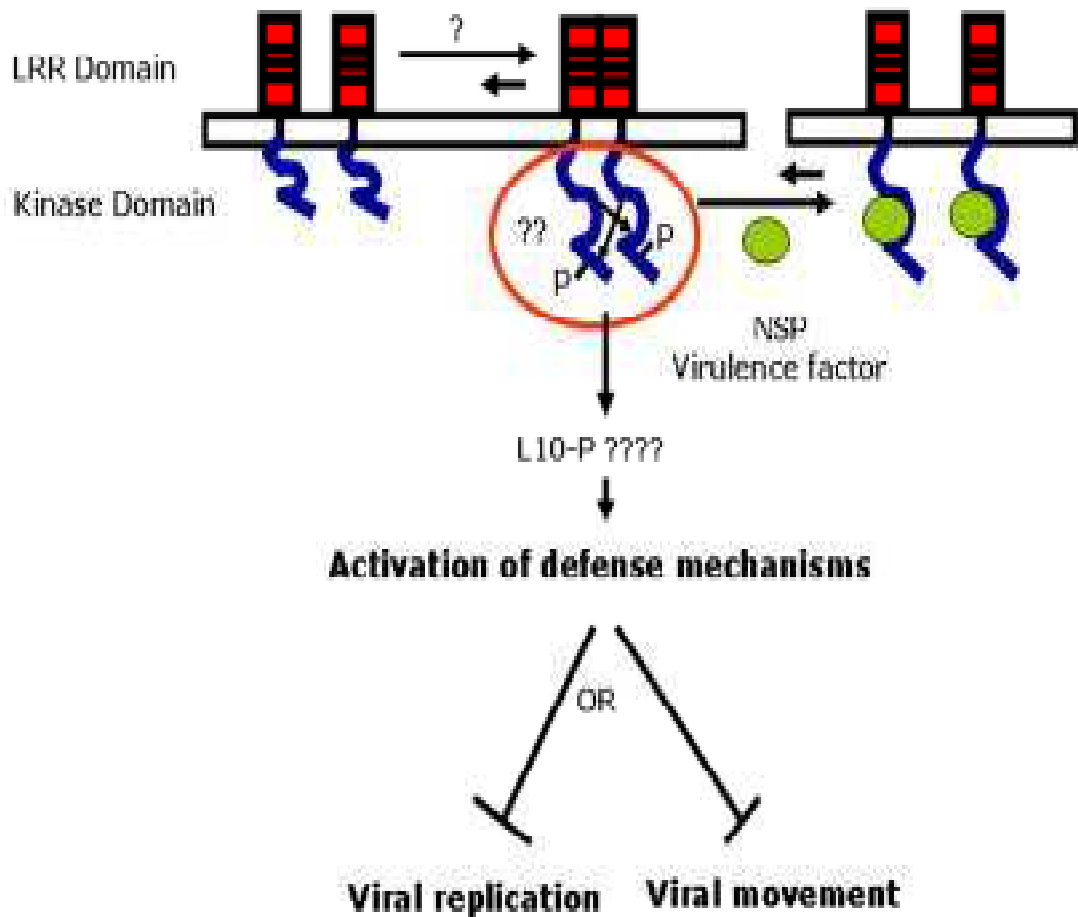 ?
LRR Domain
Kinase Domain
??
P
P
NSP
Virulence factor
L10-P ????
Activation of defense mechanisms
OR
Viral replication
Viral movement